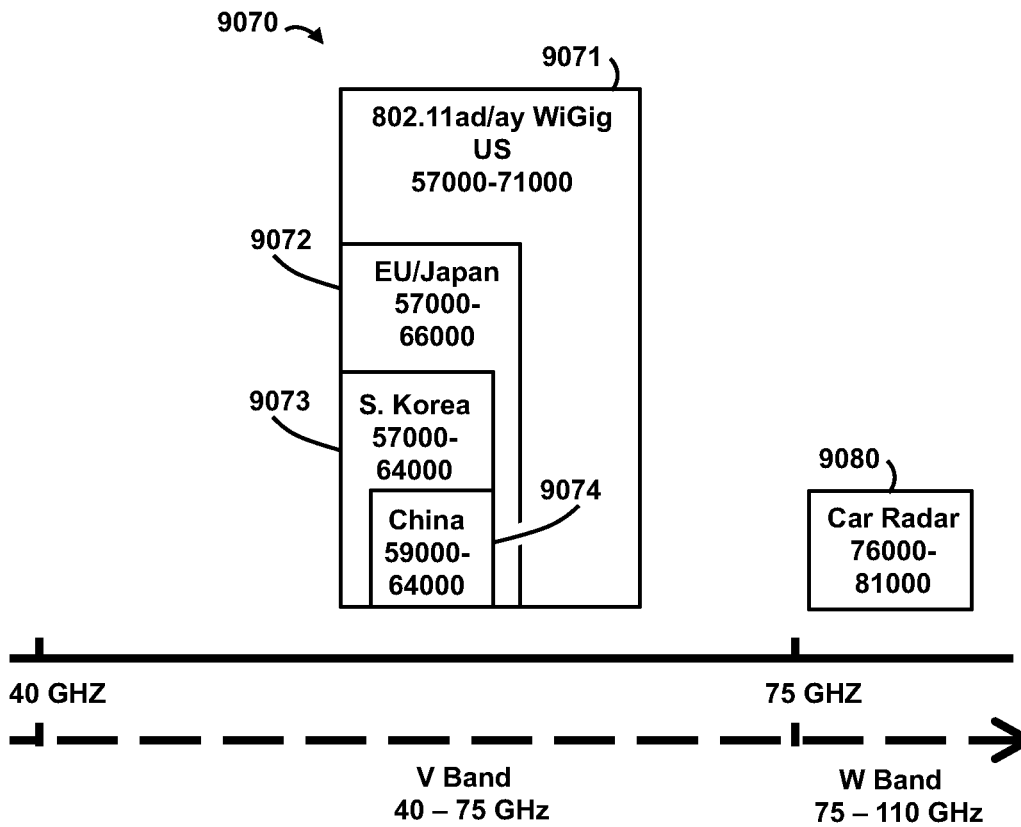 9070
9071
802.11ad/ay WiGig
US
57000-71000
9072
EU/Japan
57000-
66000
9073
S. Korea
57000-
64000
9074
China
59000-
64000
9080
Car Radar
76000-
81000
40 GHZ
75 GHZ
V Band
40 – 75 GHz
W Band
75 – 110 GHz